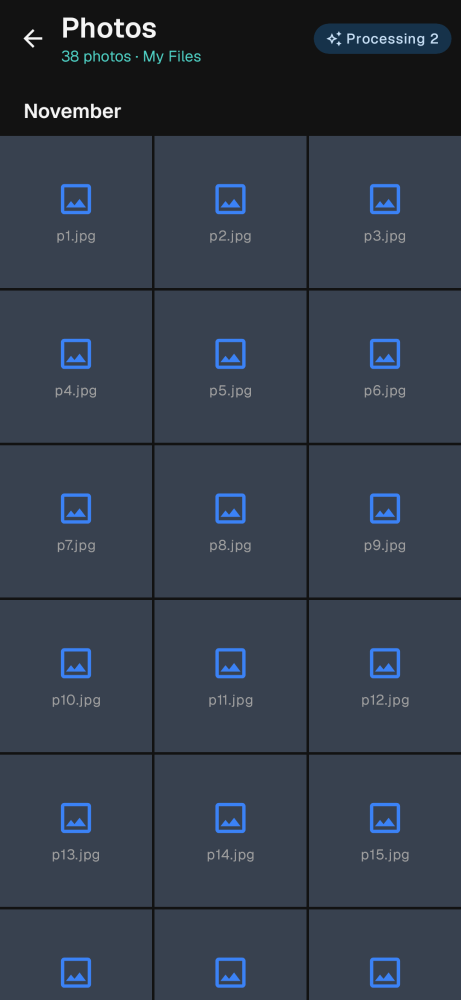 Photos
38 photos · My Files
Processing 2
November
p1.jpg
p2.jpg
p3.jpg
p4.jpg
p5.jpg
p6.jpg
p7.jpg
p8.jpg
p9.jpg
p10.jpg
p11.jpg
p12.jpg
p13.jpg
p14.jpg
p15.jpg